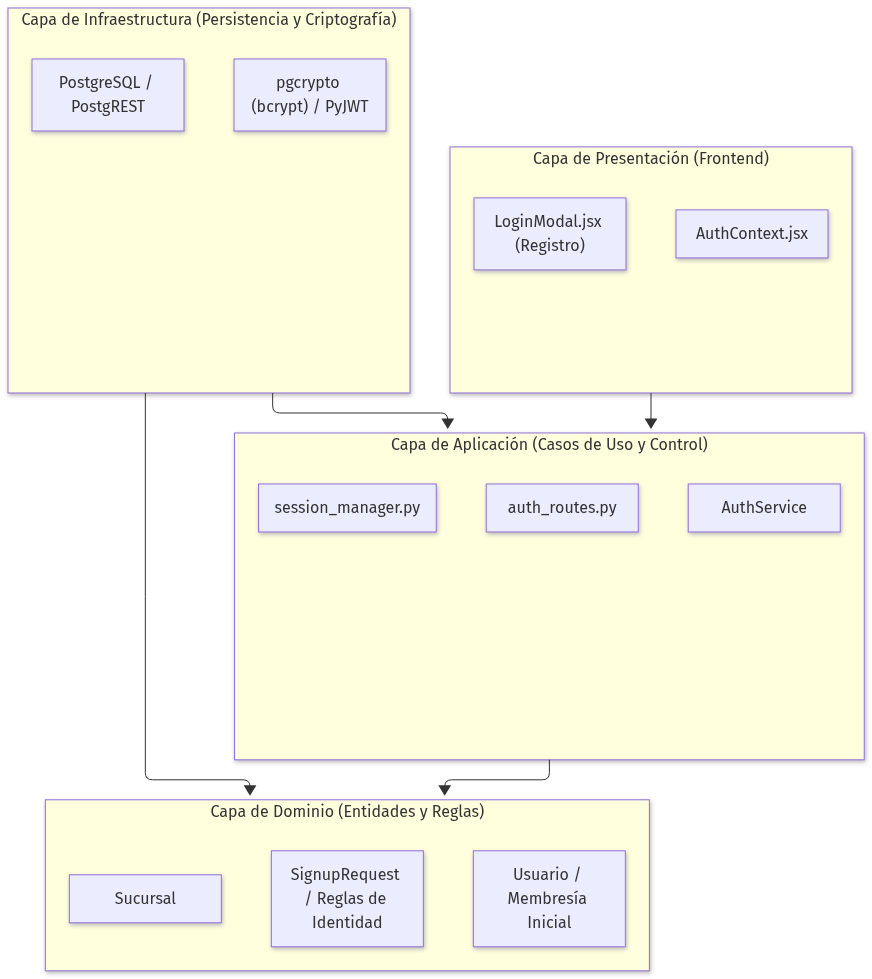 Capa de Infraestructura (Persistencia y Criptografía)
PostgreSQL /
PostgREST
pgcrypto
(bcrypt) / PyJWT
Capa de Presentación (Frontend)
LoginModal.jsx
(Registro)
AuthContext.jsx
Capa de Aplicación (Casos de Uso y Control)
session_manager.py
auth_routes.py
AuthService
Capa de Dominio (Entidades y Reglas)
Sucursal
SignupRequest
/ Reglas de
Identidad
Usuario /
Membresía
Inicial